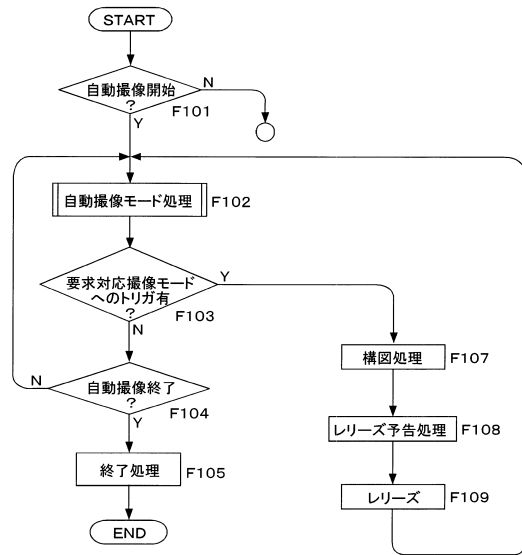 START
自動撮像開始
?
N
Y
F101
自動撮像モード処理
F102
要求対応撮像モード
へのトリガ有
?
Y
N
F103
構図処理
F107
自動撮像終了
?
N
Y
F104
レリーズ予告処理
F108
終了処理
F105
レリーズ
F109
END